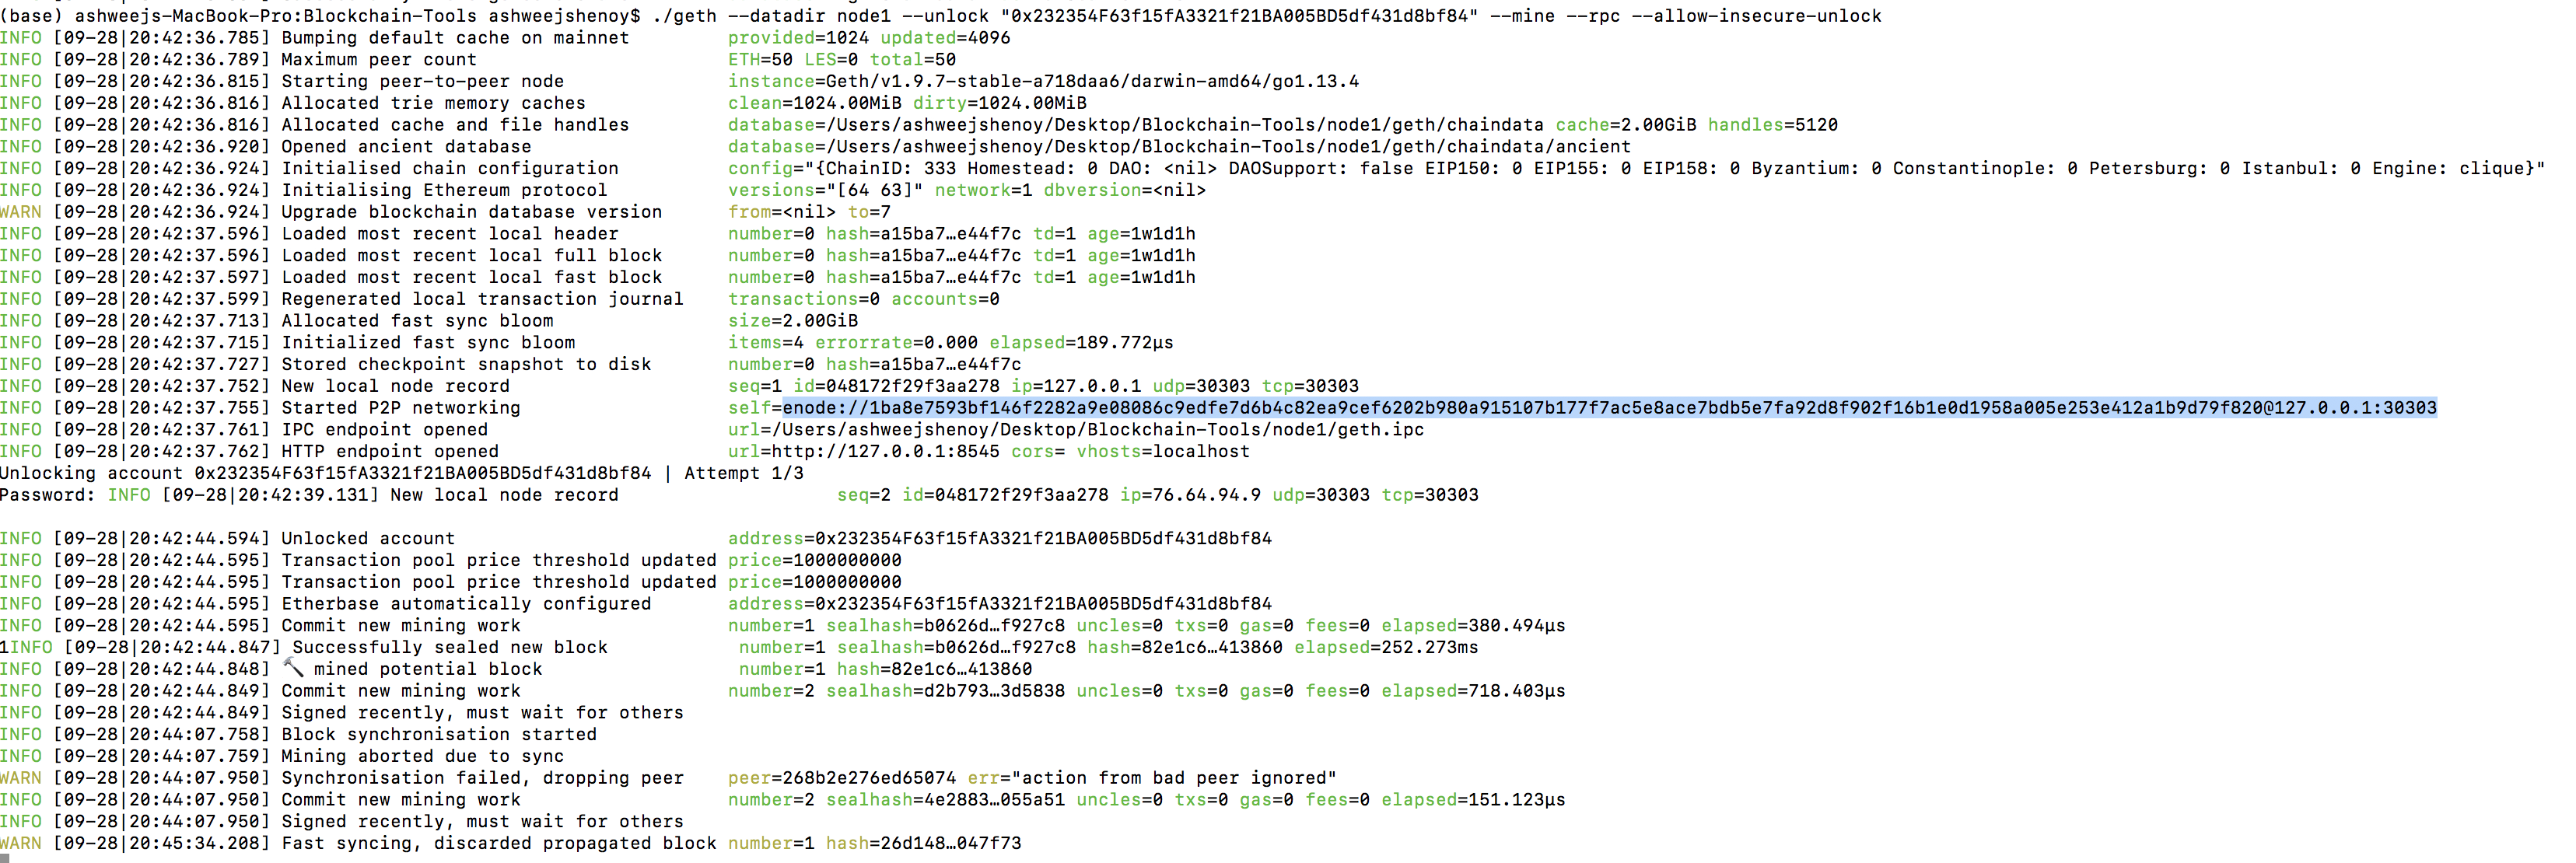 (base) ashweejs-MacBook-Pro:Blockchain-Tools ashweejshenoy$ ./geth --datadir node1 --unlock "0x232354F63f15fA3321f21BA005BD5df431d8bf84" --mine --rpc --allow-insecure-unlock
INFO [09-28|20:42:36.785] Bumping default cache on mainnet provided=1024 updated=4096
INFO [09-28|20:42:36.789] Maximum peer count ETH=50 LES=0 total=50
INFO [09-28|20:42:36.815] Starting peer-to-peer node instance=Geth/v1.9.7-stable-a718daa6/darwin-amd64/go1.13.4
INFO [09-28|20:42:36.816] Allocated trie memory caches clean=1024.00MiB dirty=1024.00MiB
INFO [09-28|20:42:36.816] Allocated cache and file handles database=/Users/ashweejshenoy/Desktop/Blockchain-Tools/node1/geth/chaindata cache=2.00GiB handles=5120
INFO [09-28|20:42:36.920] Opened ancient database database=/Users/ashweejshenoy/Desktop/Blockchain-Tools/node1/geth/chaindata/ancient
INFO [09-28|20:42:36.924] Initialised chain configuration config="{ChainID: 333 Homestead: 0 DAO: <nil> DAOSupport: false EIP150: 0 EIP155: 0 EIP158: 0 Byzantium: 0 Constantinople: 0 Petersburg: 0 Istanbul: 0 Engine: clique}"
INFO [09-28|20:42:36.924] Initialising Ethereum protocol versions="[64 63]" network=1 dbversion=<nil>
WARN [09-28|20:42:36.924] Upgrade blockchain database version from=<nil> to=7
INFO [09-28|20:42:37.596] Loaded most recent local header number=0 hash=a15ba7…e44f7c td=1 age=1w1d1h
INFO [09-28|20:42:37.596] Loaded most recent local full block number=0 hash=a15ba7…e44f7c td=1 age=1w1d1h
INFO [09-28|20:42:37.597] Loaded most recent local fast block number=0 hash=a15ba7…e44f7c td=1 age=1w1d1h
INFO [09-28|20:42:37.599] Regenerated local transaction journal transactions=0 accounts=0
INFO [09-28|20:42:37.713] Allocated fast sync bloom size=2.00GiB
INFO [09-28|20:42:37.715] Initialized fast sync bloom items=4 errorrate=0.000 elapsed=189.772µs
INFO [09-28|20:42:37.727] Stored checkpoint snapshot to disk number=0 hash=a15ba7…e44f7c
INFO [09-28|20:42:37.752] New local node record seq=1 id=048172f29f3aa278 ip=127.0.0.1 udp=30303 tcp=30303
INFO [09-28|20:42:37.755] Started P2P networking self=enode://1ba8e7593bf146f2282a9e08086c9edfe7d6b4c82ea9cef6202b980a915107b177f7ac5e8ace7bdb5e7fa92d8f902f16b1e0d1958a005e253e412a1b9d79f820@127.0.0.1:30303
INFO [09-28|20:42:37.761] IPC endpoint opened url=/Users/ashweejshenoy/Desktop/Blockchain-Tools/node1/geth.ipc
INFO [09-28|20:42:37.762] HTTP endpoint opened url=http://127.0.0.1:8545 cors= vhosts=localhost
Unlocking account 0x232354F63f15fA3321f21BA005BD5df431d8bf84 | Attempt 1/3
Password: INFO [09-28|20:42:39.131] New local node record seq=2 id=048172f29f3aa278 ip=76.64.94.9 udp=30303 tcp=30303
INFO [09-28|20:42:44.594] Unlocked account address=0x232354F63f15fA3321f21BA005BD5df431d8bf84
INFO [09-28|20:42:44.595] Transaction pool price threshold updated price=1000000000
INFO [09-28|20:42:44.595] Transaction pool price threshold updated price=1000000000
INFO [09-28|20:42:44.595] Etherbase automatically configured address=0x232354F63f15fA3321f21BA005BD5df431d8bf84
INFO [09-28|20:42:44.595] Commit new mining work number=1 sealhash=b0626d…f927c8 uncles=0 txs=0 gas=0 fees=0 elapsed=380.494µs
1INFO [09-28|20:42:44.847] Successfully sealed new block number=1 sealhash=b0626d…f927c8 hash=82e1c6…413860 elapsed=252.273ms
INFO [09-28|20:42:44.848] 🔨 mined potential block number=1 hash=82e1c6…413860
INFO [09-28|20:42:44.849] Commit new mining work number=2 sealhash=d2b793…3d5838 uncles=0 txs=0 gas=0 fees=0 elapsed=718.403µs
INFO [09-28|20:42:44.849] Signed recently, must wait for others
INFO [09-28|20:44:07.758] Block synchronisation started
INFO [09-28|20:44:07.759] Mining aborted due to sync
WARN [09-28|20:44:07.950] Synchronisation failed, dropping peer peer=268b2e276ed65074 err="action from bad peer ignored"
INFO [09-28|20:44:07.950] Commit new mining work number=2 sealhash=4e2883…055a51 uncles=0 txs=0 gas=0 fees=0 elapsed=151.123µs
INFO [09-28|20:44:07.950] Signed recently, must wait for others
WARN [09-28|20:45:34.208] Fast syncing, discarded propagated block number=1 hash=26d148…047f73